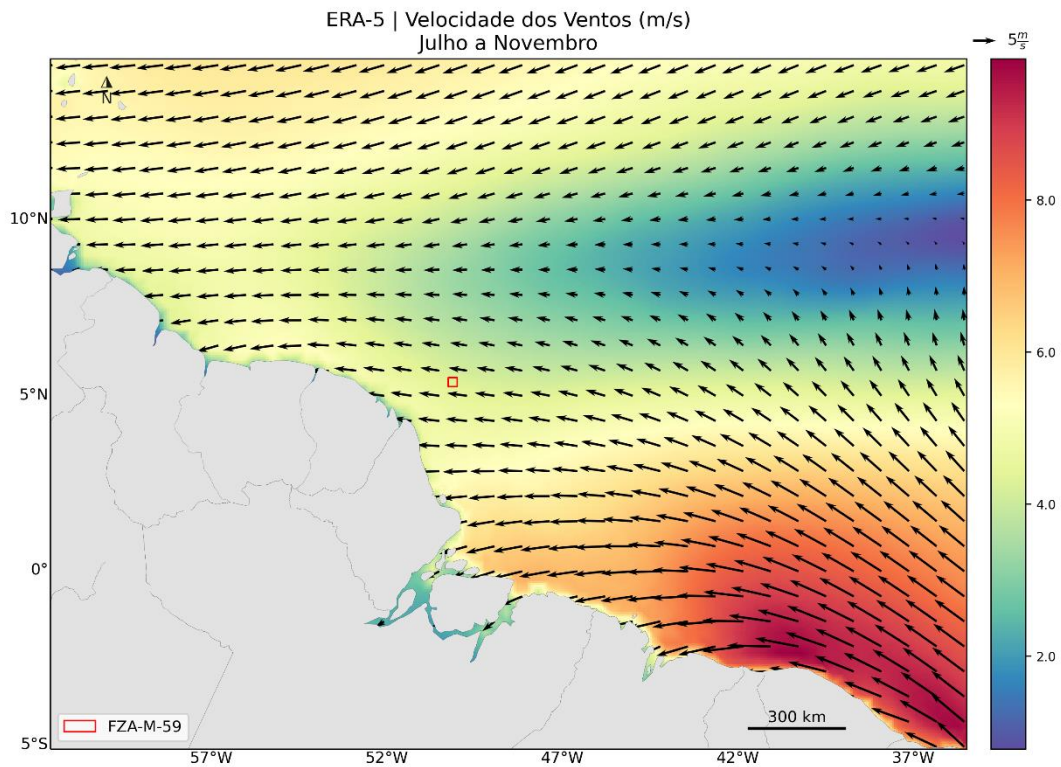 ERA-5 | Velocidade dos Ventos (m/s)
Julho a Novembro
5 m/s
N
10°N
5°N
0°
5°S
57°W
52°W
47°W
42°W
37°W
8.0
6.0
4.0
2.0
300 km
FZA-M-59